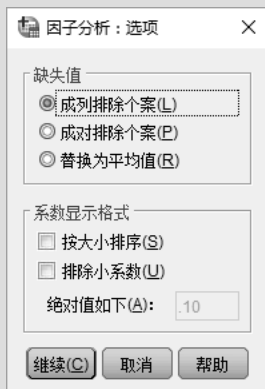 因子分析：选项
缺失值
成列排除个案(L)
成对排除个案(P)
替换为平均值(R)
系数显示格式
按大小排序(S)
排除小系数(U)
绝对值如下(A)： .10
继续(C) 取消 帮助